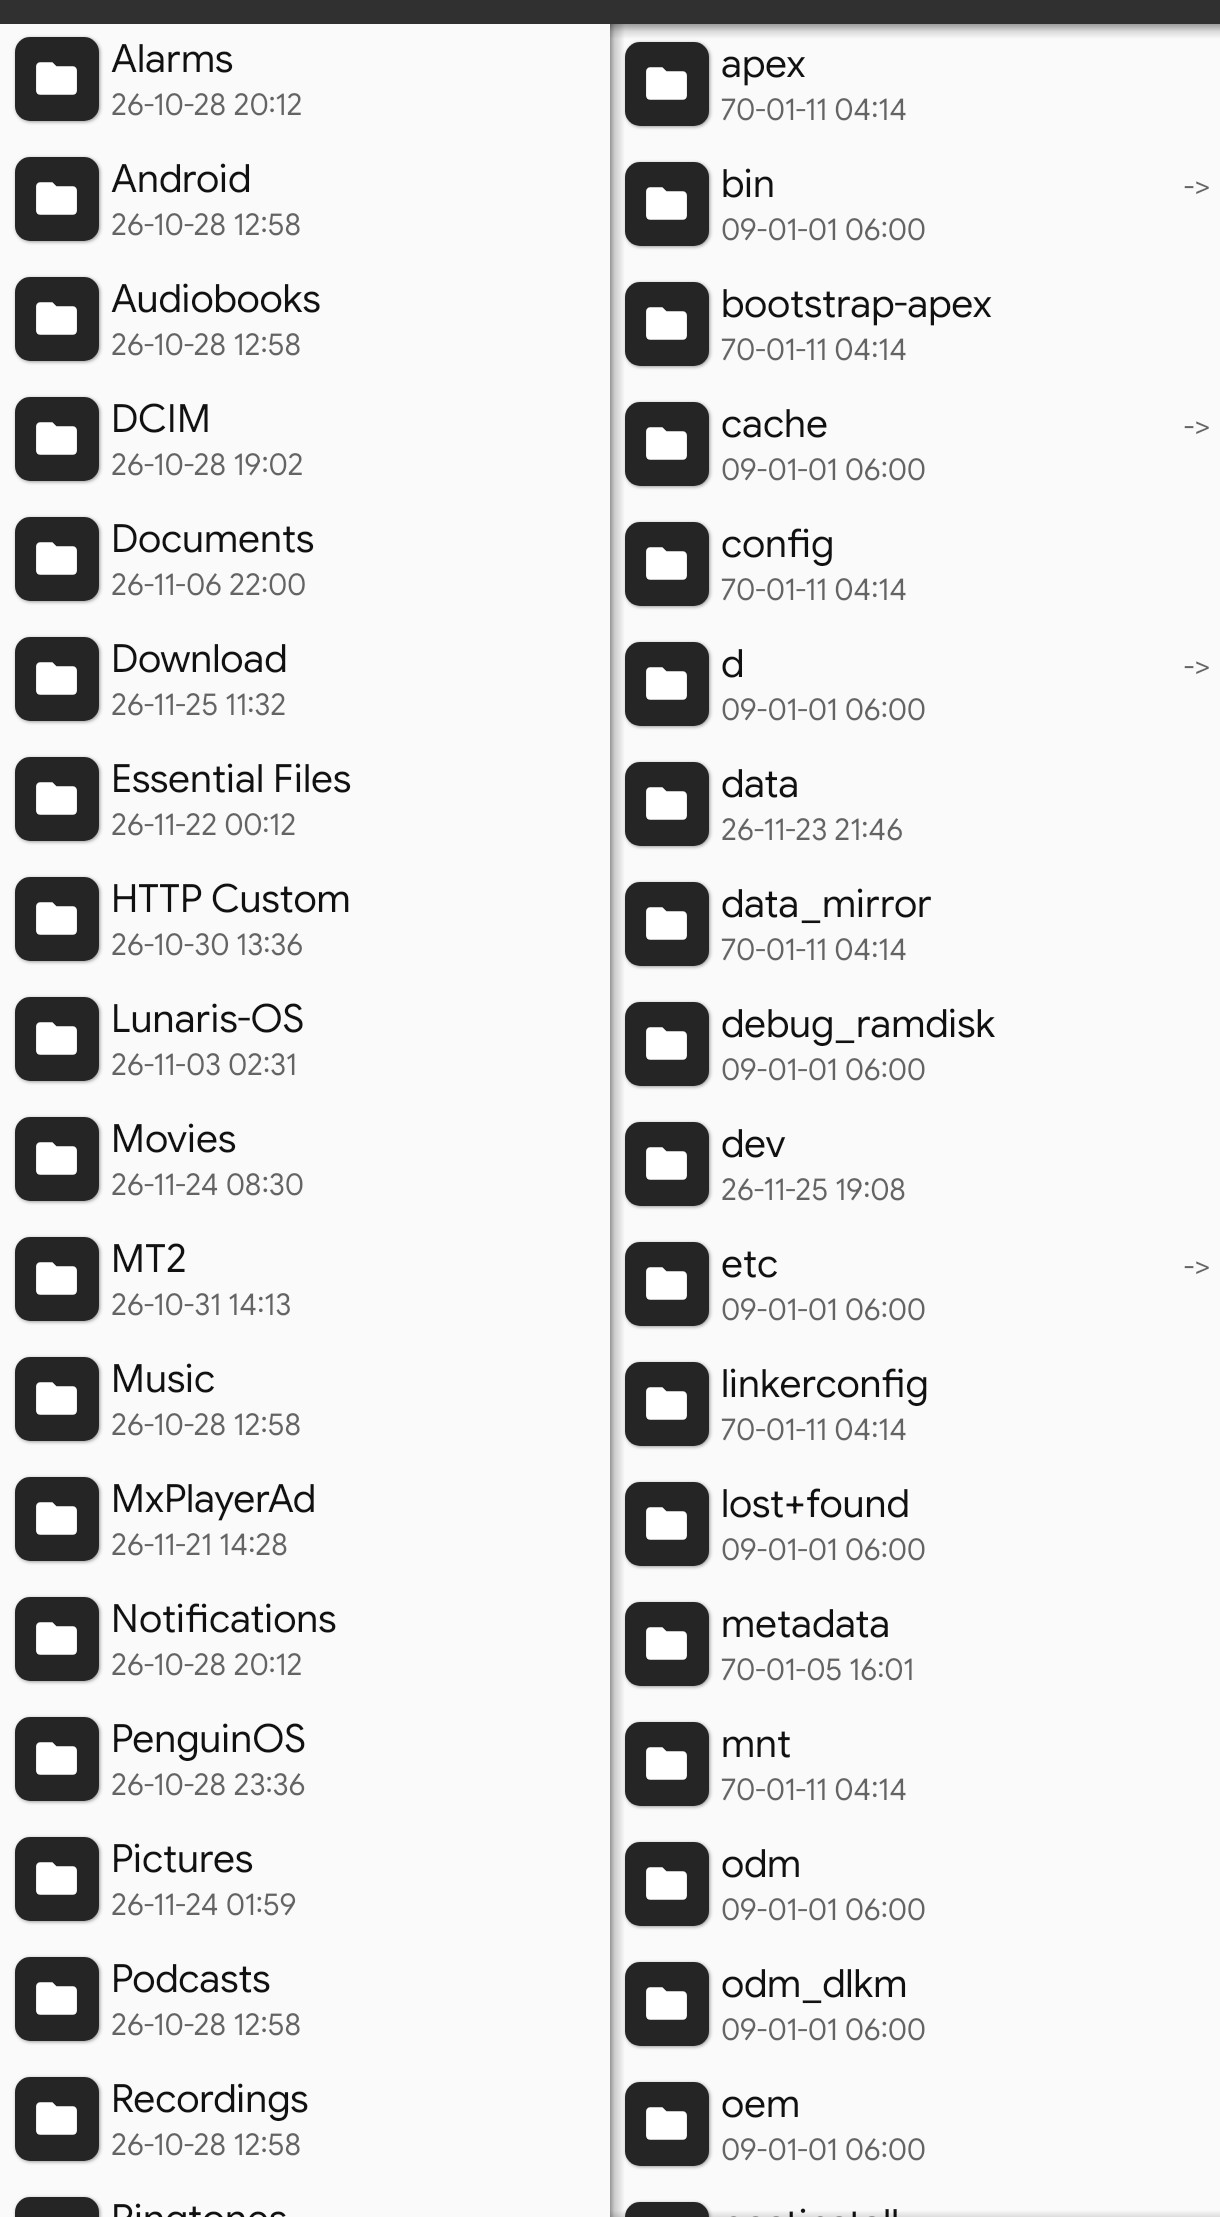 Alarms
26-10-28 20:12
Android
26-10-28 12:58
Audiobooks
26-10-28 12:58
DCIM
26-10-28 19:02
Documents
26-11-06 22:00
Download
26-11-25 11:32
Essential Files
26-11-22 00:12
HTTP Custom
26-10-30 13:36
Lunaris-OS
26-11-03 02:31
Movies
26-11-24 08:30
MT2
26-10-31 14:13
Music
26-10-28 12:58
MxPlayerAd
26-11-21 14:28
Notifications
26-10-28 20:12
PenguinOS
26-10-28 23:36
Pictures
26-11-24 01:59
Podcasts
26-10-28 12:58
Recordings
26-10-28 12:58
Ringtones
apex
70-01-11 04:14
bin ->
09-01-01 06:00
bootstrap-apex
70-01-11 04:14
cache ->
09-01-01 06:00
config
70-01-11 04:14
d ->
09-01-01 06:00
data
26-11-23 21:46
data_mirror
70-01-11 04:14
debug_ramdisk
09-01-01 06:00
dev
26-11-25 19:08
etc ->
09-01-01 06:00
linkerconfig
70-01-11 04:14
lost+found
09-01-01 06:00
metadata
70-01-05 16:01
mnt
70-01-11 04:14
odm
09-01-01 06:00
odm_dlkm
09-01-01 06:00
oem
09-01-01 06:00